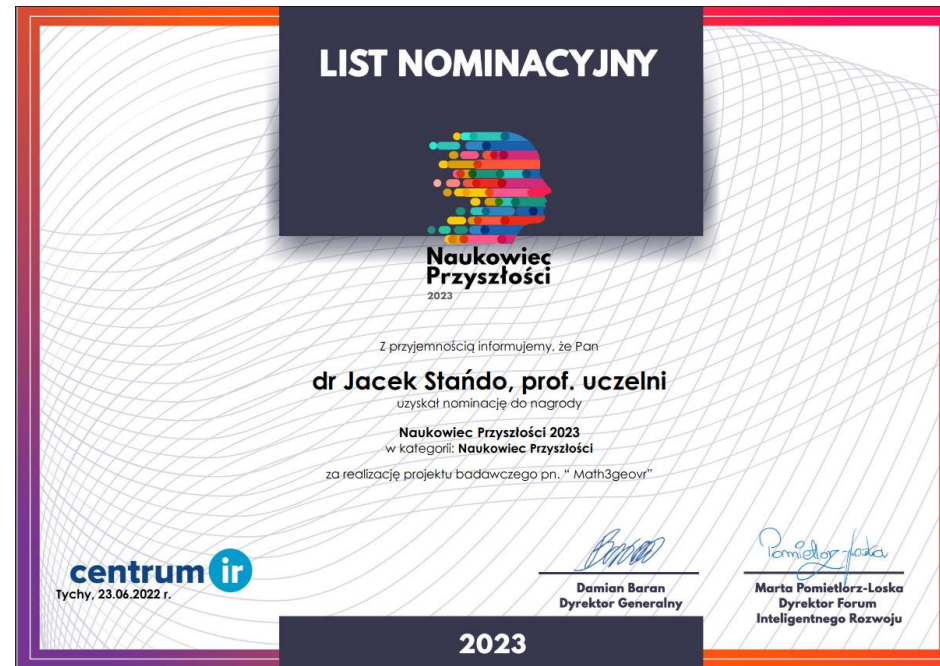 LIST NOMINACYJNY
Naukowiec
Przyszłości
2023
Z przyjemnością informujemy, że Pan
dr Jacek Stańdo, prof. uczelni
uzyskał nominację do nagrody
Naukowiec Przyszłości 2023
w kategorii: Naukowiec Przyszłości
za realizację projektu badawczego pn. “ Math3geovr”
centrum ir
Tychy, 23.06.2022 r.
Damian Baran
Dyrektor Generalny
Pomietlorz-Loska
Marta Pomietlorz-Loska
Dyrektor Forum
Inteligentnego Rozwoju
2023